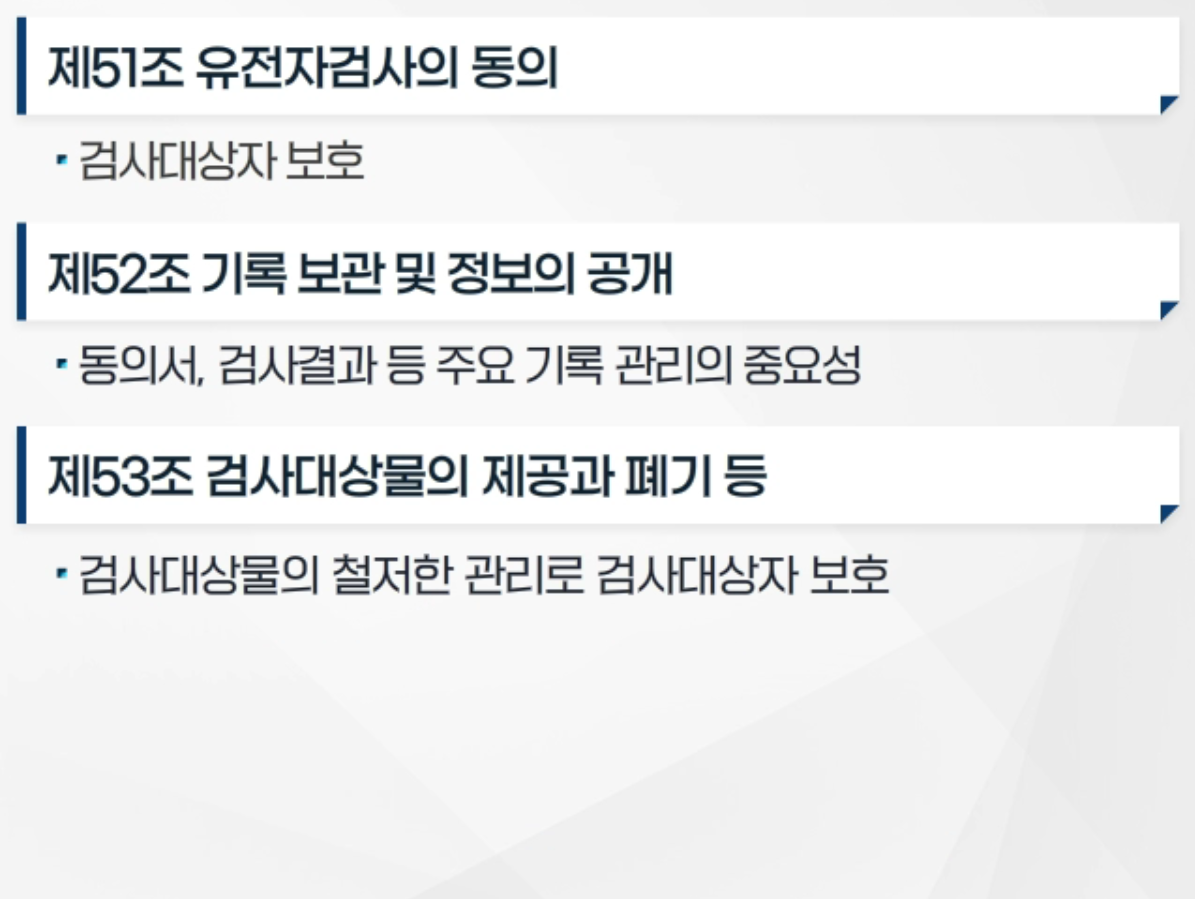 제51조 유전자검사의 동의
▪ 검사대상자 보호
제52조 기록 보관 및 정보의 공개
▪ 동의서, 검사결과 등 주요 기록 관리의 중요성
제53조 검사대상물의 제공과 폐기 등
▪ 검사대상물의 철저한 관리로 검사대상자 보호